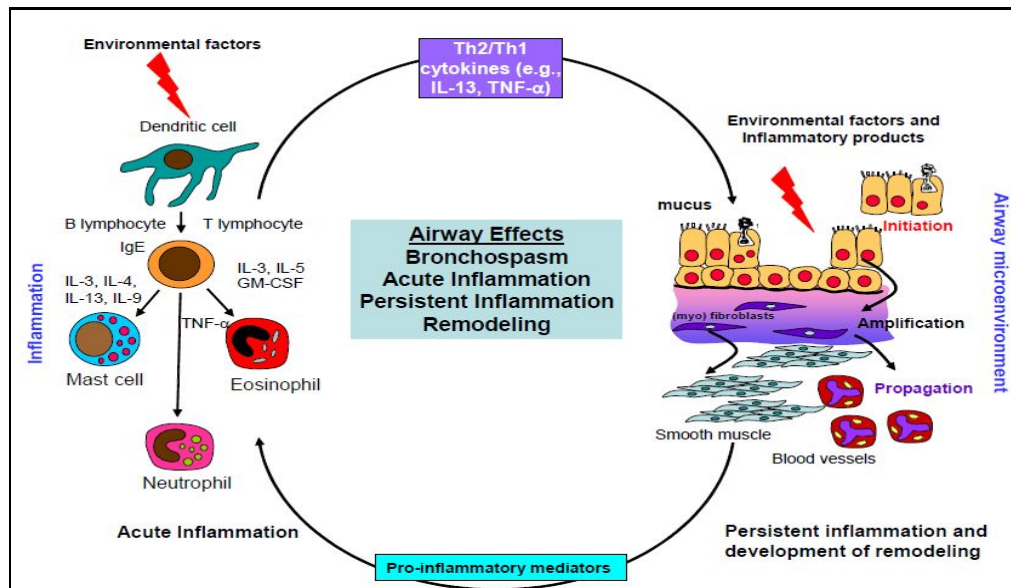 Environmental factors
Dendritic cell
B lymphocyte
T lymphocyte
IgE
IL-3, IL-4,
IL-13, IL-9
IL-3, IL-5
GM-CSF
TNF-α
Mast cell
Eosinophil
Neutrophil
Inflammation
Acute Inflammation
Th2/Th1
cytokines (e.g.,
IL-13, TNF-α)
Airway Effects
Bronchospasm
Acute Inflammation
Persistent Inflammation
Remodeling
Pro-inflammatory mediators
Environmental factors and
Inflammatory products
mucus
Initiation
(myo) fibroblasts
Amplification
Propagation
Smooth muscle
Blood vessels
Airway microenvironment
Persistent inflammation and
development of remodeling